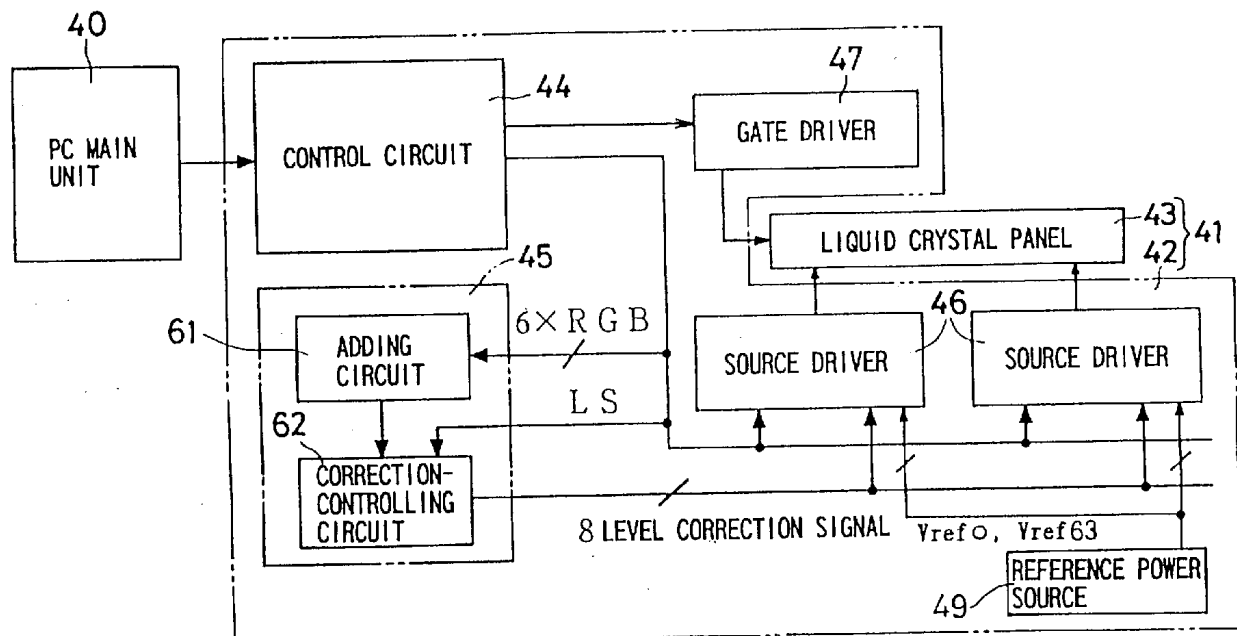 40
PC MAIN
UNIT
44
CONTROL CIRCUIT
47
GATE DRIVER
43
LIQUID CRYSTAL PANEL
41
42
45
61
ADDING
CIRCUIT
6×RGB
LS
46
SOURCE DRIVER
SOURCE DRIVER
62
CORRECTION-
CONTROLLING
CIRCUIT
8 LEVEL CORRECTION SIGNAL
Vref0, Vref63
49
REFERENCE POWER
SOURCE